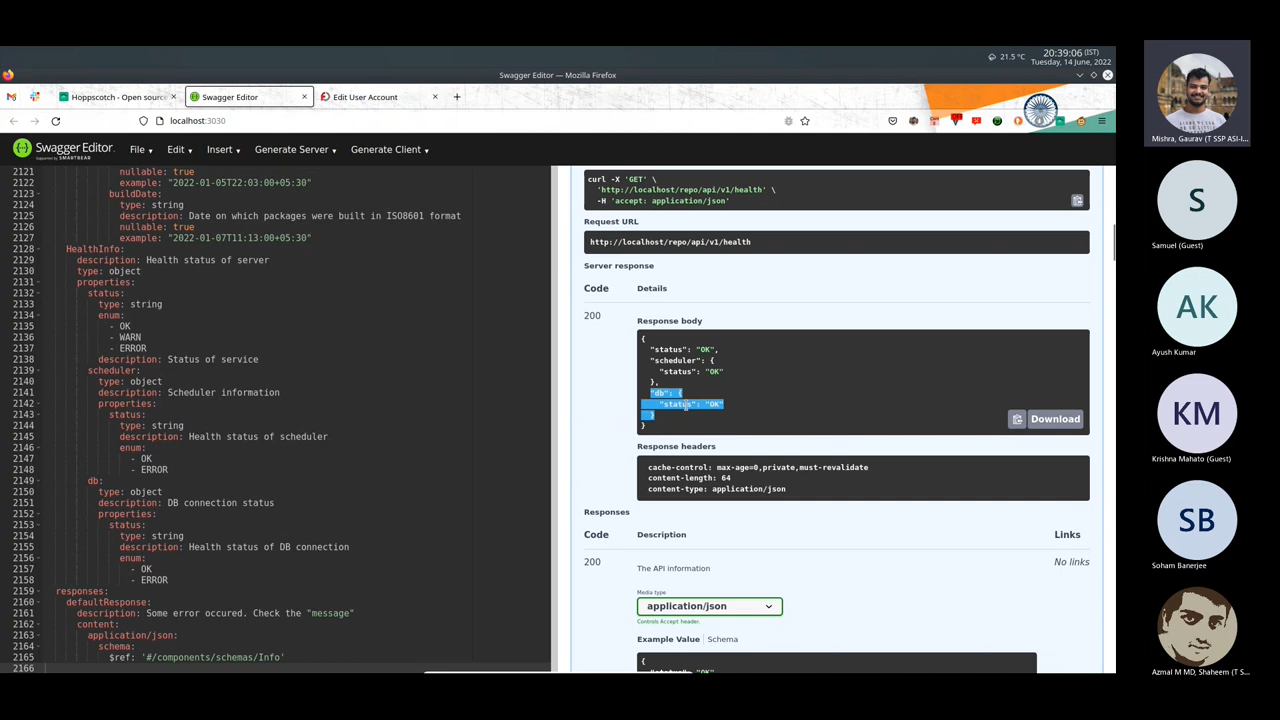 20:39:06 (IST)
21.5 °C
Tuesday, 14 June, 2022
Swagger Editor — Mozilla Firefox
Hoppscotch - Open source
Swagger Editor
Edit User Account
localhost:3030
Swagger Editor.
Supported by SMARTBEAR
File
Edit
Insert
Generate Server
Generate Client
2121 nullable: true
2122 example: "2022-01-05T22:03:00+05:30"
2123 buildDate:
2124 type: string
2125 description: Date on which packages were built in ISO8601 format
2126 nullable: true
2127 example: "2022-01-07T11:13:00+05:30"
2128 HealthInfo:
2129 description: Health status of server
2130 type: object
2131 properties:
2132 status:
2133 type: string
2134 enum:
2135 - OK
2136 - WARN
2137 - ERROR
2138 description: Status of service
2139 scheduler:
2140 type: object
2141 description: Scheduler information
2142 properties:
2143 status:
2144 type: string
2145 description: Health status of scheduler
2146 enum:
2147 - OK
2148 - ERROR
2149 db:
2150 type: object
2151 description: DB connection status
2152 properties:
2153 status:
2154 type: string
2155 description: Health status of DB connection
2156 enum:
2157 - OK
2158 - ERROR
2159 responses:
2160 defaultResponse:
2161 description: Some error occured. Check the "message"
2162 content:
2163 application/json:
2164 schema:
2165 $ref: '#/components/schemas/Info'
2166
curl -X 'GET' \
'http://localhost/repo/api/v1/health' \
-H 'accept: application/json'
Request URL
http://localhost/repo/api/v1/health
Server response
Code Details
200
Response body
{
"status": "OK",
"scheduler": {
"status": "OK"
},
"db": {
"status": "OK"
}
}
Download
Response headers
cache-control: max-age=0,private,must-revalidate
content-length: 64
content-type: application/json
Responses
Code Description Links
200 No links
The API information
Media type
application/json
Controls Accept header.
Example Value Schema
{
"status": "OK",
Mishra, Gaurav (T SSP ASI-I...
S
Samuel (Guest)
AK
Ayush Kumar
KM
Krishna Mahato (Guest)
SB
Soham Banerjee
Azmal M MD, Shaheem (T S...